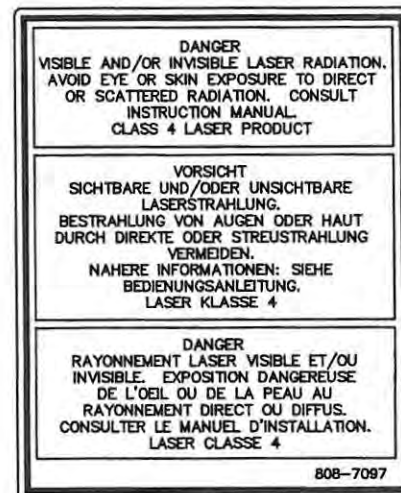 DANGER
VISIBLE AND/OR INVISIBLE LASER RADIATION.
AVOID EYE OR SKIN EXPOSURE TO DIRECT
OR SCATTERED RADIATION. CONSULT
INSTRUCTION MANUAL.
CLASS 4 LASER PRODUCT
VORSICHT
SICHTBARE UND/ODER UNSICHTBARE
LASERSTRAHLUNG.
BESTRAHLUNG VON AUGEN ODER HAUT
DURCH DIREKTE ODER STREUSTRAHLUNG
VERMEIDEN.
NAHERE INFORMATIONEN: SIEHE
BEDIENUNGSANLEITUNG.
LASER KLASSE 4
DANGER
RAYONNEMENT LASER VISIBLE ET/OU
INVISIBLE. EXPOSITION DANGEREUSE
DE L'OEIL OU DE LA PEAU AU
RAYONNEMENT DIRECT OU DIFFUS.
CONSULTER LE MANUEL D'INSTALLATION.
LASER CLASSE 4
808-7097